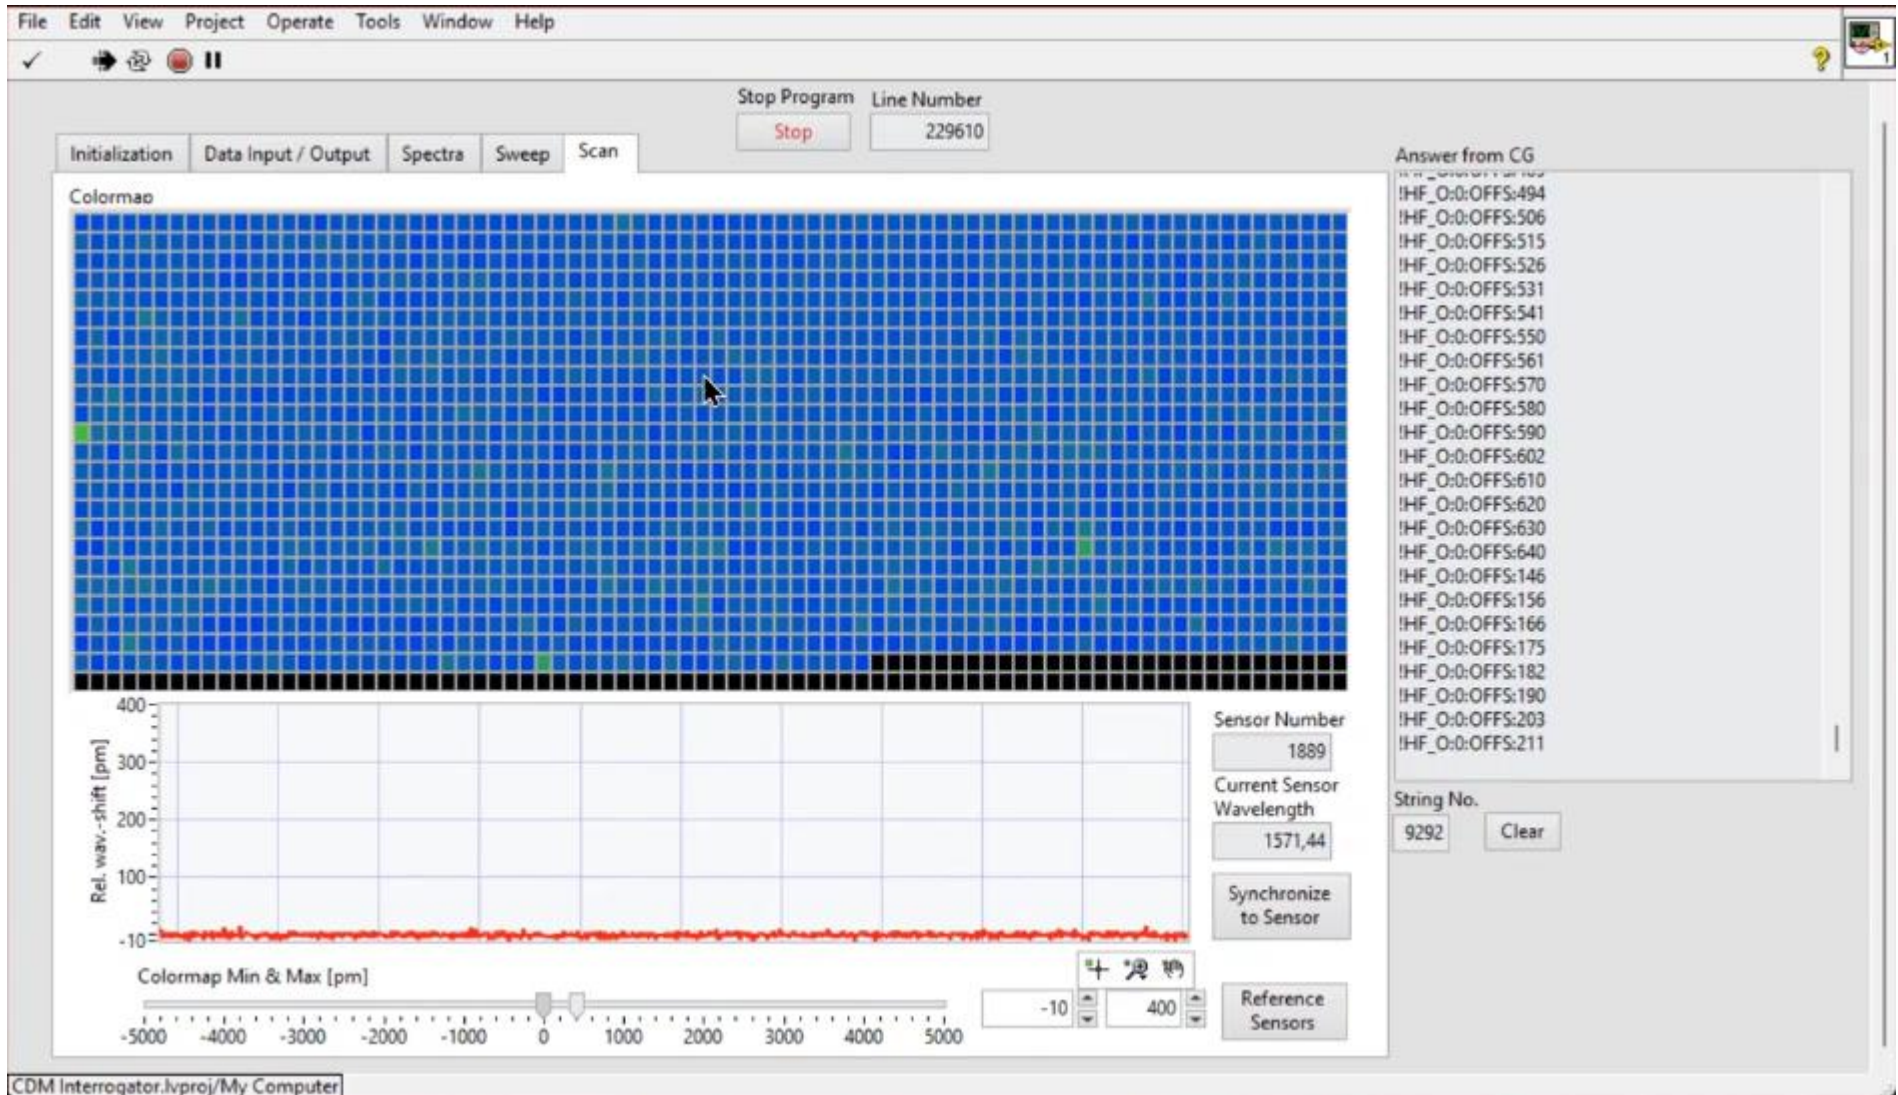 File Edit View Project Operate Tools Window Help
1
Stop Program Line Number
Stop 229610
Initialization Data Input / Output Spectra Sweep Scan
Answer from CG
Colormap
!HF_O:0:OFFS:494
!HF_O:0:OFFS:506
!HF_O:0:OFFS:515
!HF_O:0:OFFS:526
!HF_O:0:OFFS:531
!HF_O:0:OFFS:541
!HF_O:0:OFFS:550
!HF_O:0:OFFS:561
!HF_O:0:OFFS:570
!HF_O:0:OFFS:580
!HF_O:0:OFFS:590
!HF_O:0:OFFS:602
!HF_O:0:OFFS:610
!HF_O:0:OFFS:620
!HF_O:0:OFFS:630
!HF_O:0:OFFS:640
!HF_O:0:OFFS:146
!HF_O:0:OFFS:156
!HF_O:0:OFFS:166
!HF_O:0:OFFS:175
!HF_O:0:OFFS:182
!HF_O:0:OFFS:190
!HF_O:0:OFFS:203
!HF_O:0:OFFS:211
Rel. wav.-shift [pm]
400
300
200
100
-10
Sensor Number
1889
Current Sensor
Wavelength
1571,44
Synchronize
to Sensor
String No.
9292 Clear
Colormap Min & Max [pm]
-5000 -4000 -3000 -2000 -1000 0 1000 2000 3000 4000 5000
-10 400
Reference
Sensors
CDM Interrogator.lvproj/My Computer